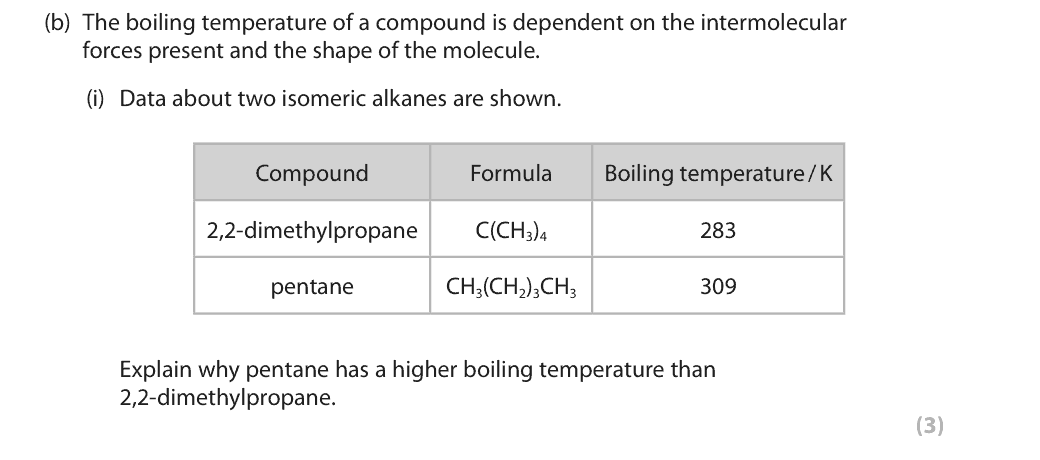 (b) The boiling temperature of a compound is dependent on the intermolecular
forces present and the shape of the molecule.
(i) Data about two isomeric alkanes are shown.
Compound Formula Boiling temperature / K
2,2-dimethylpropane C(CH₃)₄ 283
pentane CH₃(CH₂)₃CH₃ 309
Explain why pentane has a higher boiling temperature than
2,2-dimethylpropane.
(3)